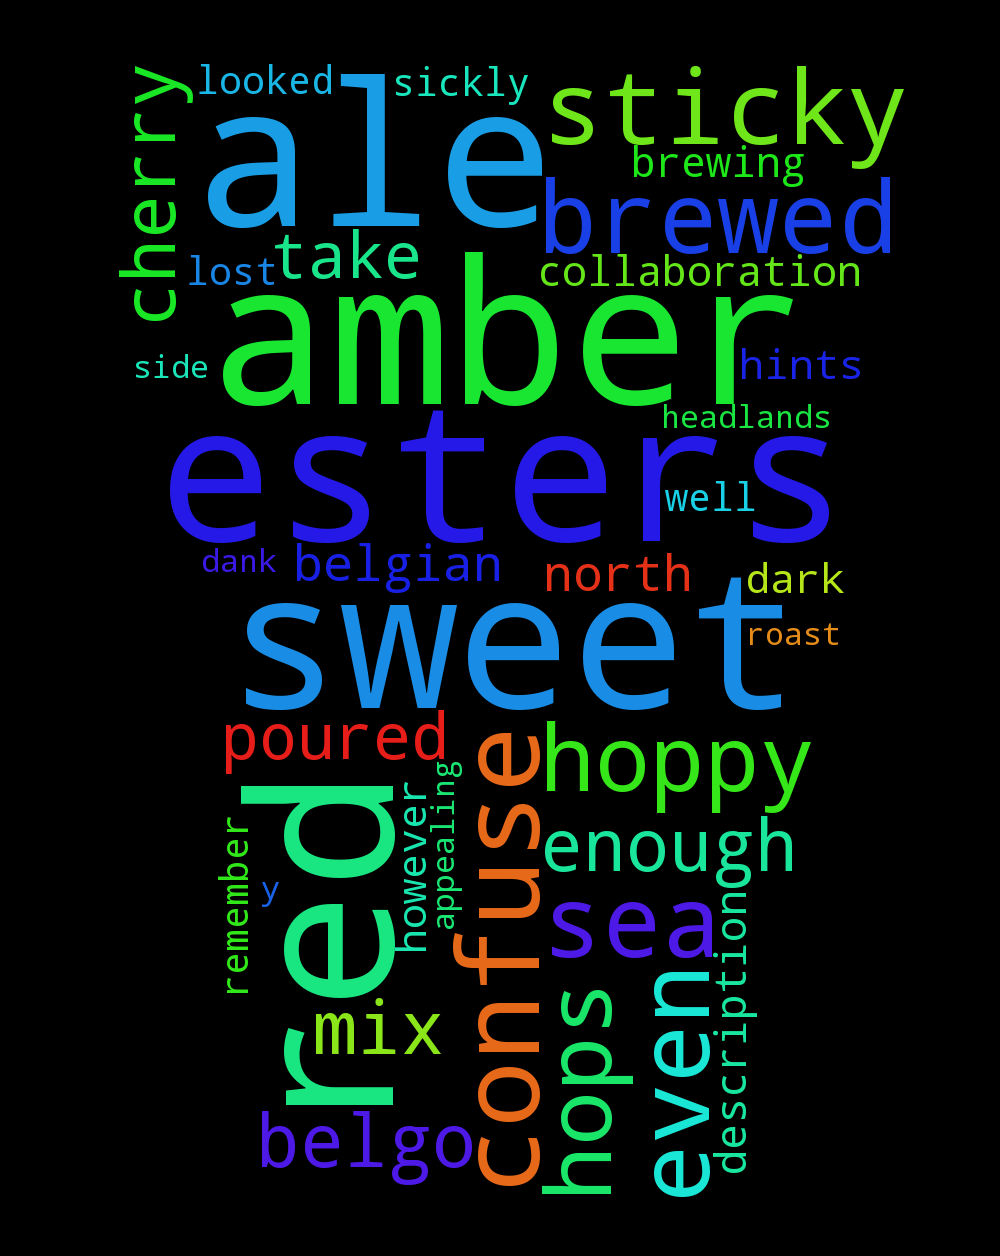 looked
sickly
sticky
cherry
ale
brewing
brewed
take
lost
collaboration
amber
side
hints
headlands
esters
well
dank
belgian
north
dark
sweet
roast
poured
hoppy
confuse
red
however
appealing
enough
remember
y
sea
description
even
hops
mix
belgo